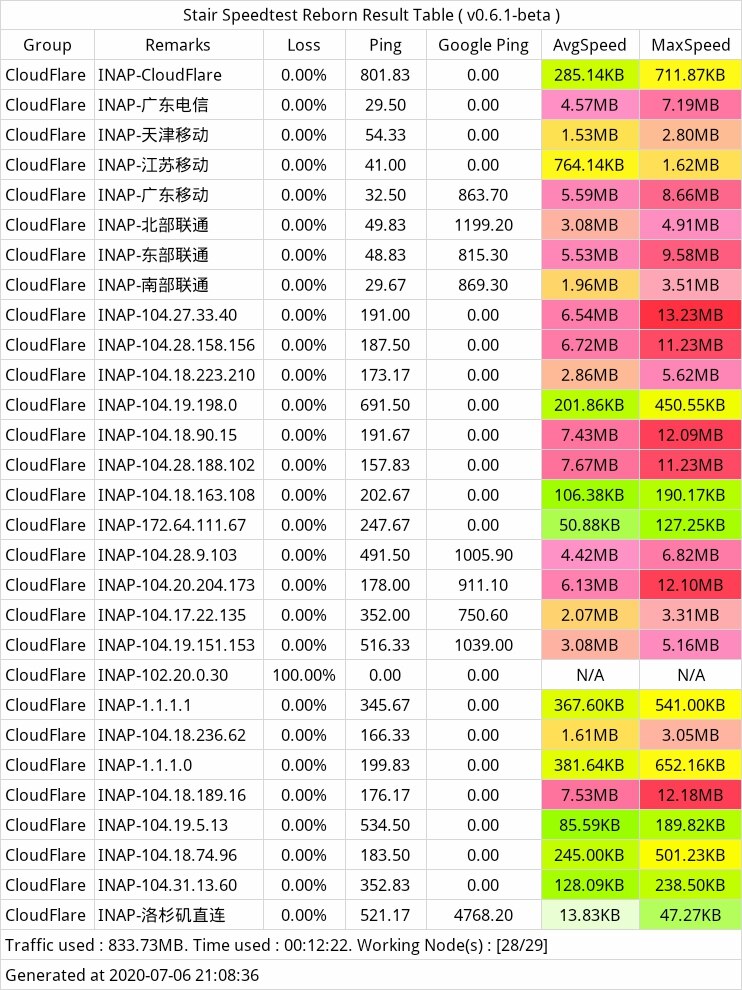 Stair Speedtest Reborn Result Table ( v0.6.1-beta )
Group Remarks Loss Ping Google Ping AvgSpeed MaxSpeed
CloudFlare INAP-CloudFlare 0.00% 801.83 0.00 285.14KB 711.87KB
CloudFlare INAP-广东电信 0.00% 29.50 0.00 4.57MB 7.19MB
CloudFlare INAP-天津移动 0.00% 54.33 0.00 1.53MB 2.80MB
CloudFlare INAP-江苏移动 0.00% 41.00 0.00 764.14KB 1.62MB
CloudFlare INAP-广东移动 0.00% 32.50 863.70 5.59MB 8.66MB
CloudFlare INAP-北部联通 0.00% 49.83 1199.20 3.08MB 4.91MB
CloudFlare INAP-东部联通 0.00% 48.83 815.30 5.53MB 9.58MB
CloudFlare INAP-南部联通 0.00% 29.67 869.30 1.96MB 3.51MB
CloudFlare INAP-104.27.33.40 0.00% 191.00 0.00 6.54MB 13.23MB
CloudFlare INAP-104.28.158.156 0.00% 187.50 0.00 6.72MB 11.23MB
CloudFlare INAP-104.18.223.210 0.00% 173.17 0.00 2.86MB 5.62MB
CloudFlare INAP-104.19.198.0 0.00% 691.50 0.00 201.86KB 450.55KB
CloudFlare INAP-104.18.90.15 0.00% 191.67 0.00 7.43MB 12.09MB
CloudFlare INAP-104.28.188.102 0.00% 157.83 0.00 7.67MB 11.23MB
CloudFlare INAP-104.18.163.108 0.00% 202.67 0.00 106.38KB 190.17KB
CloudFlare INAP-172.64.111.67 0.00% 247.67 0.00 50.88KB 127.25KB
CloudFlare INAP-104.28.9.103 0.00% 491.50 1005.90 4.42MB 6.82MB
CloudFlare INAP-104.20.204.173 0.00% 178.00 911.10 6.13MB 12.10MB
CloudFlare INAP-104.17.22.135 0.00% 352.00 750.60 2.07MB 3.31MB
CloudFlare INAP-104.19.151.153 0.00% 516.33 1039.00 3.08MB 5.16MB
CloudFlare INAP-102.20.0.30 100.00% 0.00 0.00 N/A N/A
CloudFlare INAP-1.1.1.1 0.00% 345.67 0.00 367.60KB 541.00KB
CloudFlare INAP-104.18.236.62 0.00% 166.33 0.00 1.61MB 3.05MB
CloudFlare INAP-1.1.1.0 0.00% 199.83 0.00 381.64KB 652.16KB
CloudFlare INAP-104.18.189.16 0.00% 176.17 0.00 7.53MB 12.18MB
CloudFlare INAP-104.19.5.13 0.00% 534.50 0.00 85.59KB 189.82KB
CloudFlare INAP-104.18.74.96 0.00% 183.50 0.00 245.00KB 501.23KB
CloudFlare INAP-104.31.13.60 0.00% 352.83 0.00 128.09KB 238.50KB
CloudFlare INAP-洛杉矶直连 0.00% 521.17 4768.20 13.83KB 47.27KB
Traffic used : 833.73MB. Time used : 00:12:22. Working Node(s) : [28/29]
Generated at 2020-07-06 21:08:36